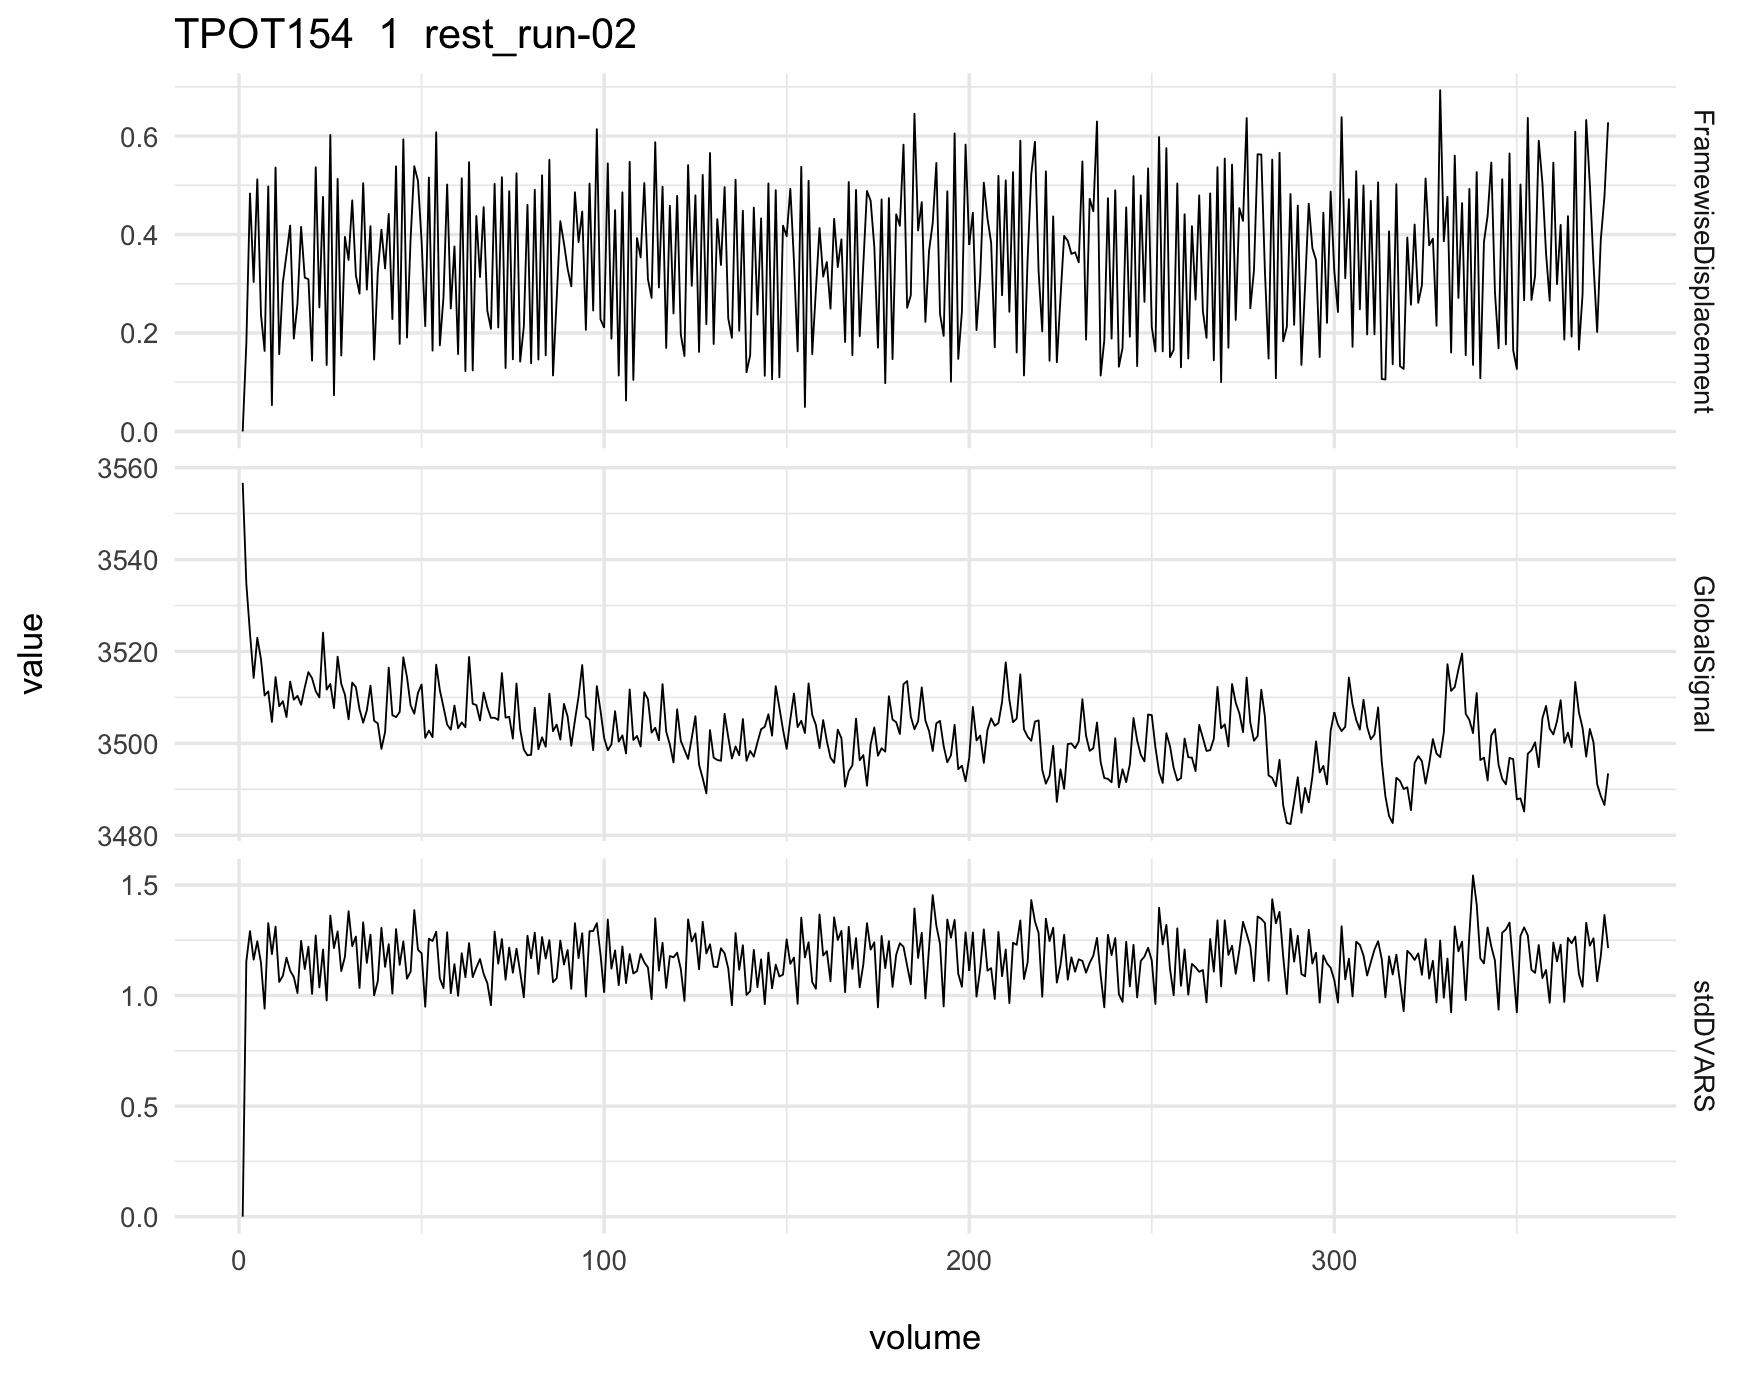 TPOT154 1 rest_run-02
0.6
0.4
0.2
0.0
FramewiseDisplacement
3560
3540
3520
3500
3480
GlobalSignal
1.5
1.0
0.5
0.0
stdDVARS
value
0 100 200 300
volume